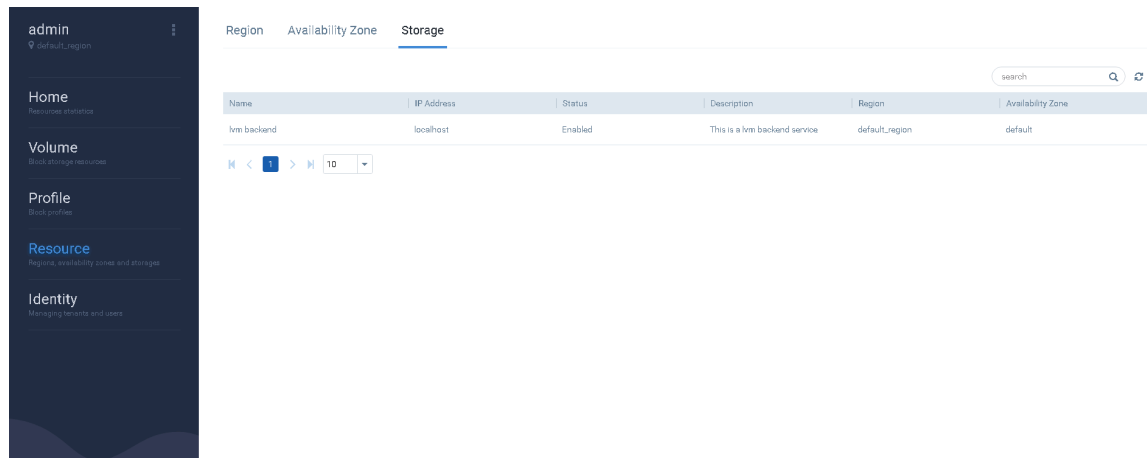 admin
default_region
Home
Resources statistics
Volume
Block storage resources
Profile
Block profiles
Resource
Regions, availability zones and storages
Identity
Managing tenants and users
Region Availability Zone Storage
search
Name IP Address Status Description Region Availability Zone
lvm backend localhost Enabled This is a lvm backend service default_region default
1 10